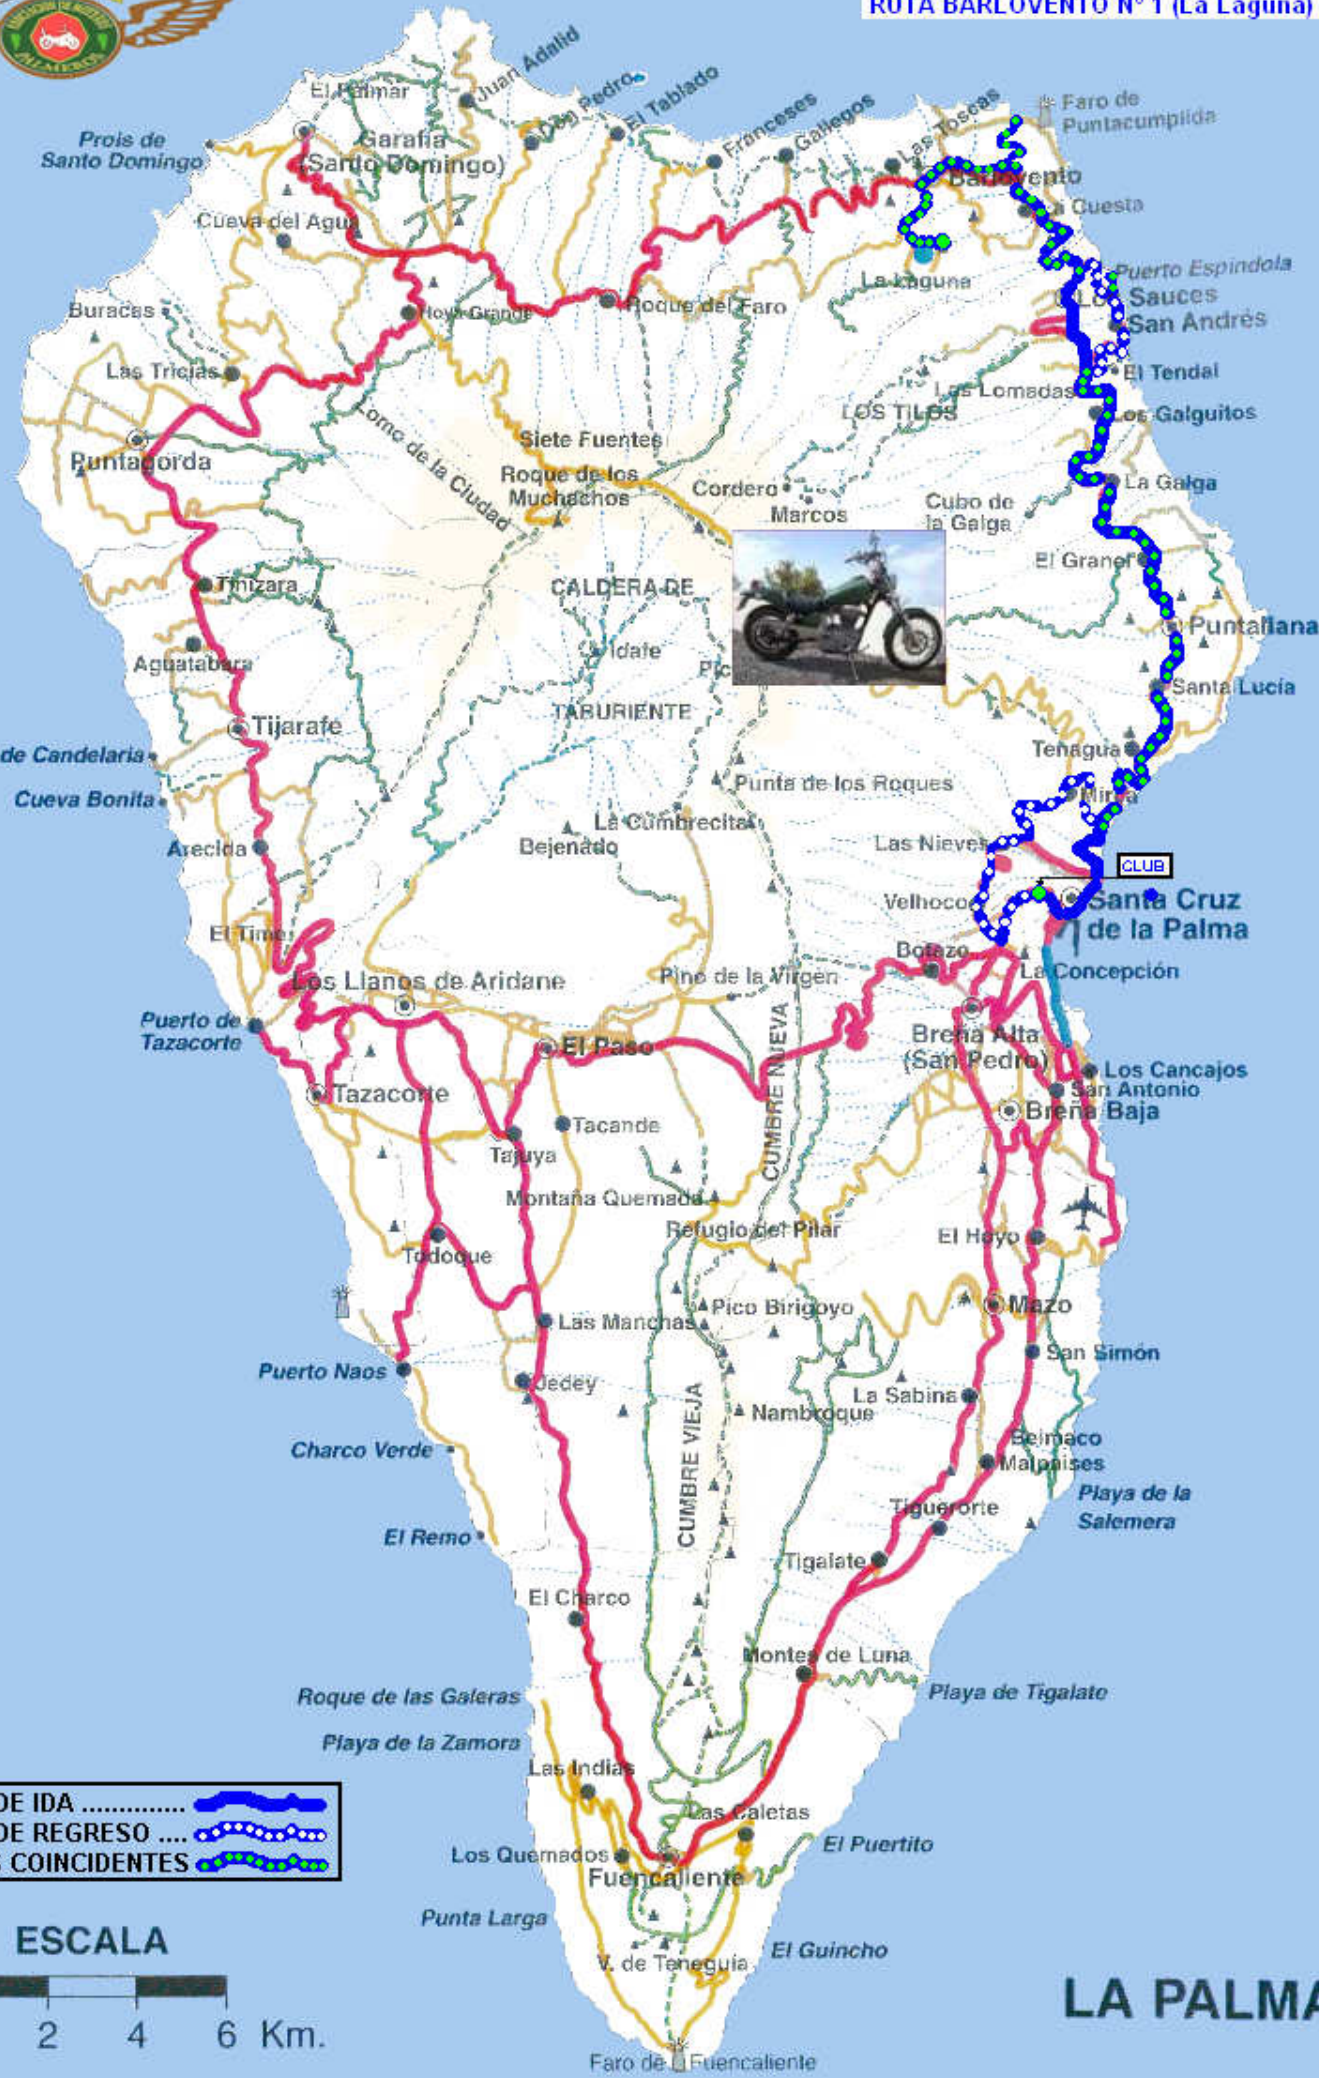 RUTA BARLOVENTO Nº 1 (La Laguna)
El Palmar
Juan Adalid
Don Pedro
El Tablado
Franceses
Gallegos
Las Toscas
Faro de
Puntacumplida
Prois de
Santo Domingo
Garafía
(Santo Domingo)
Barlovento
La Cuesta
Cueva del Agua
Puerto Espindola
La Laguna
Los Sauces
San Andrés
Buracas
Hoya Grande
Roque del Faro
Las Tricias
El Tendal
Las Lomadas
LOS TILOS
Los Galguitos
Lomo de la Ciudad
Siete Fuentes
Puntagorda
Roque de los
Muchachos
Cordero
Marcos
La Galga
Cubo de
la Galga
El Granel
Tinizara
CALDERA DE
Idafe
Puntallana
Aguatabara
Pic
Santa Lucía
TABURIENTE
Tijarafe
Tenagua
de Candelaria
Punta de los Roques
Cueva Bonita
Mirca
La Cumbrecita
Bejenado
Arecida
Las Nieves
CLUB
Velhoco
Santa Cruz
de la Palma
El Time
Botazo
La Concepción
Los Llanos de Aridane
Pino de la Virgen
Puerto de
Tazacorte
El Paso
Breña Alta
(San Pedro)
CUMBRE NUEVA
Los Cancajos
San Antonio
Tazacorte
Breña Baja
Tacande
Tajuya
Montaña Quemada
Refugio del Pilar
El Hoyo
Todoque
Pico Birigoyo
Mazo
Las Manchas
San Simón
Puerto Naos
Jedey
La Sabina
Nambroque
CUMBRE VIEJA
Charco Verde
Belmaco
Malpaises
Playa de la
Salemera
Tiguerorte
El Remo
Tigalate
El Charco
Montes de Luna
Roque de las Galeras
Playa de Tigalate
Playa de la Zamora
Las Indias
Las Caletas
El Puertito
Los Quemados
Fuencaliente
Punta Larga
V. de Teneguía
El Guincho
Faro de Fuencaliente
DE IDA ..............
DE REGRESO ....
S COINCIDENTES
ESCALA
2 4 6 Km.
LA PALMA